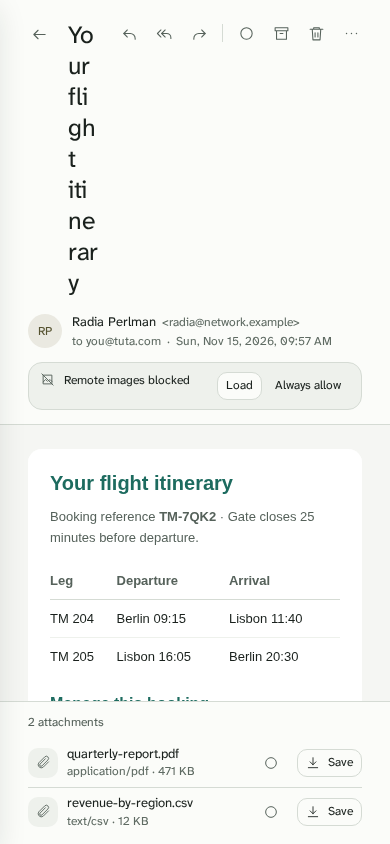 Yo
ur
fli
gh
t
iti
ne
rar
y
RP
Radia Perlman <radia@network.example>
to you@tuta.com · Sun, Nov 15, 2026, 09:57 AM
Remote images blocked
Load
Always allow
Your flight itinerary
Booking reference TM-7QK2 · Gate closes 25
minutes before departure.
Leg Departure Arrival
TM 204 Berlin 09:15 Lisbon 11:40
TM 205 Lisbon 16:05 Berlin 20:30
Manage this booking
2 attachments
quarterly-report.pdf
application/pdf · 471 KB
Save
revenue-by-region.csv
text/csv · 12 KB
Save